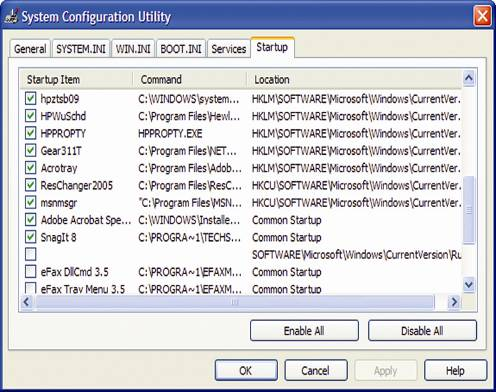 System Configuration Utility
General SYSTEM.INI WIN.INI BOOT.INI Services Startup
Startup Item Command Location
hpztsb09 C:\WINDOWS\system... HKLM\SOFTWARE\Microsoft\Windows\CurrentVer.
HPWuSchd C:\Program Files\Hewl... HKLM\SOFTWARE\Microsoft\Windows\CurrentVer.
HPPROPTY HPPROPTY.EXE HKLM\SOFTWARE\Microsoft\Windows\CurrentVer.
Gear311T C:\Program Files\NET... HKLM\SOFTWARE\Microsoft\Windows\CurrentVer.
Acrotray C:\Program Files\Adob... HKLM\SOFTWARE\Microsoft\Windows\CurrentVer.
ResChanger2005 C:\Program Files\ResC... HKCU\SOFTWARE\Microsoft\Windows\CurrentVer.
msnmsgr "C:\Program Files\MSN... HKCU\SOFTWARE\Microsoft\Windows\CurrentVer.
Adobe Acrobat Spe... C:\WINDOWS\Installe... Common Startup
SnagIt 8 C:\PROGRA~1\TECHS... Common Startup
SOFTWARE\Microsoft\Windows\CurrentVersion\Ru
eFax DllCmd 3.5 C:\PROGRA~1\EFAXM... Common Startup
eFax Tray Menu 3.5 C:\PROGRA~1\EFAXM... Common Startup
Enable All Disable All
OK Cancel Apply Help